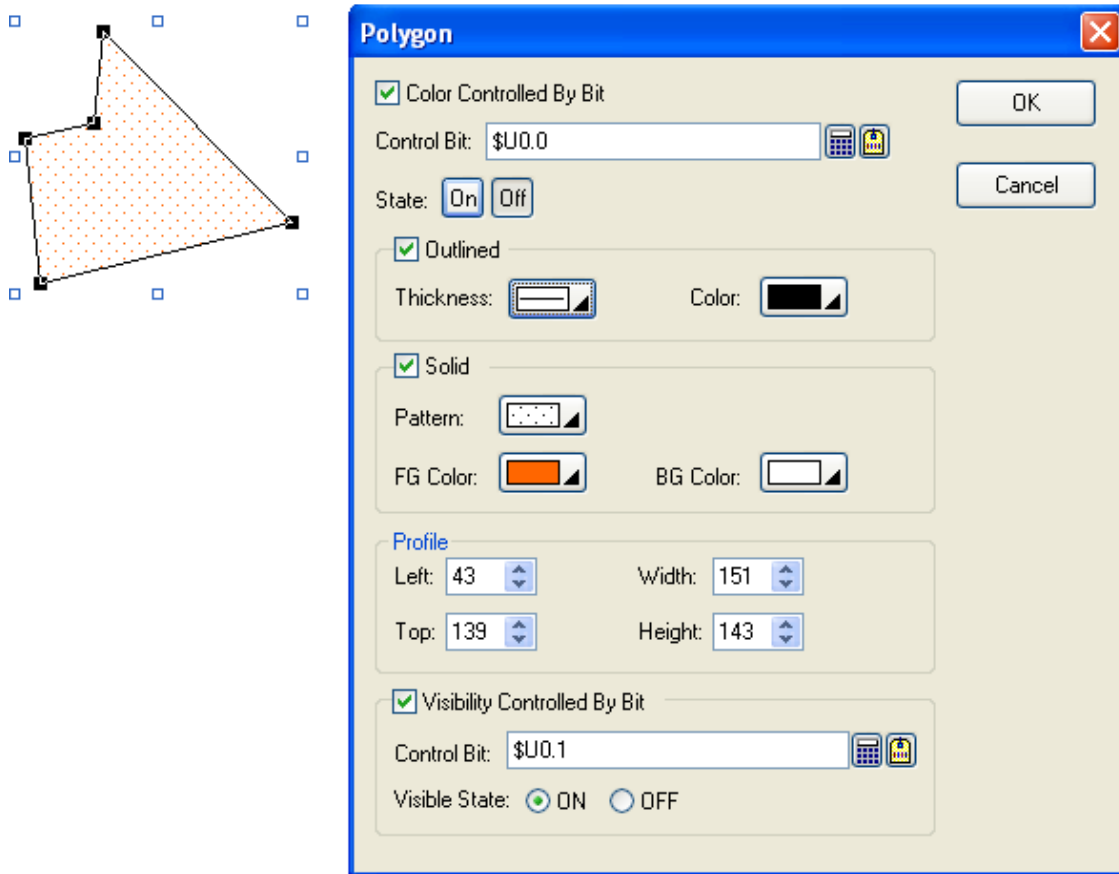 Polygon
Color Controlled By Bit
OK
Control Bit: $U0.0
Cancel
State: On Off
Outlined
Thickness: Color:
Solid
Pattern:
FG Color: BG Color:
Profile
Left: 43 Width: 151
Top: 139 Height: 143
Visibility Controlled By Bit
Control Bit: $U0.1
Visible State: ON OFF